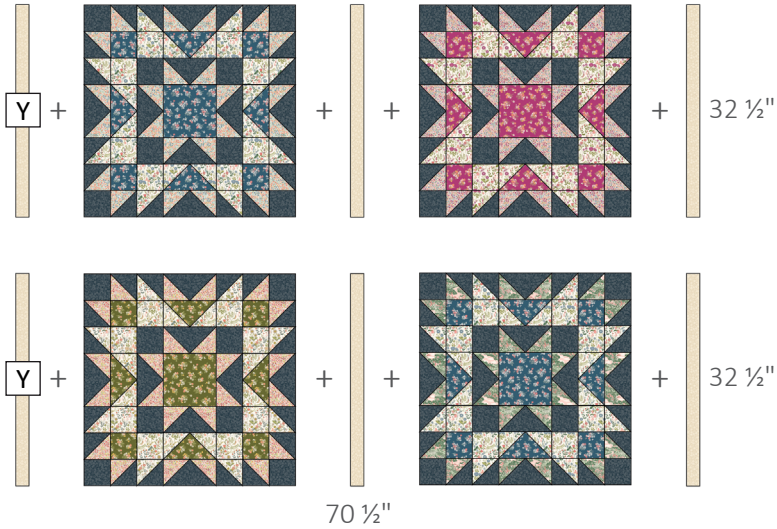 Y + + + + 32 ½"
Y + + + + 32 ½"
70 ½"